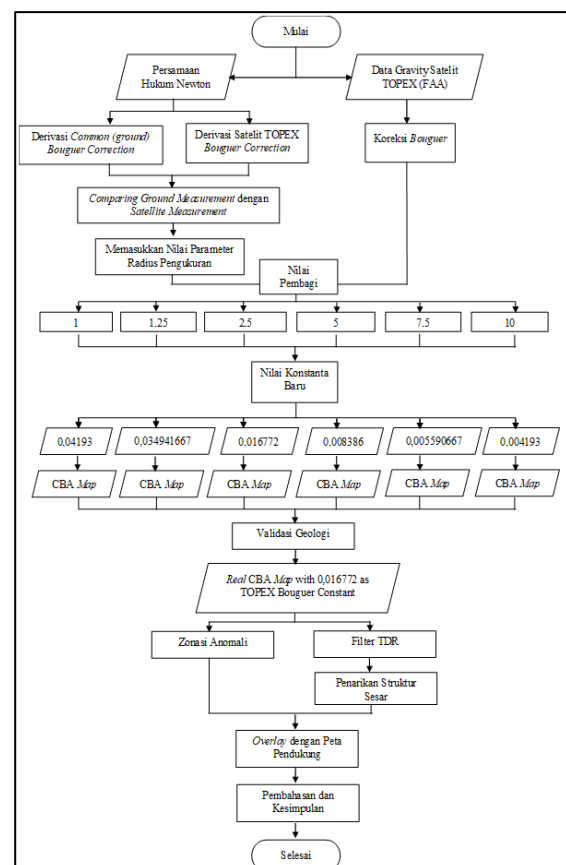 Mulai
Persamaan
Hukum Newton
Data Gravity Satelit
TOPEX (FAA)
Derivasi Common (ground)
Bouguer Correction
Derivasi Satelit TOPEX
Bouguer Correction
Koreksi Bouguer
Comparing Ground Measurement dengan
Satellite Measurement
Memasukkan Nilai Parameter
Radius Pengukuran
Nilai
Pembagi
1
1.25
2.5
5
7.5
10
Nilai Konstanta
Baru
0,04193
0,034941667
0,016772
0,008386
0,005590667
0,004193
CBA Map
CBA Map
CBA Map
CBA Map
CBA Map
CBA Map
Validasi Geologi
Real CBA Map with 0,016772 as
TOPEX Bouguer Constant
Zonasi Anomali
Filter TDR
Penarikan Struktur
Sesar
Overlay dengan Peta
Pendukung
Pembahasan dan
Kesimpulan
Selesai